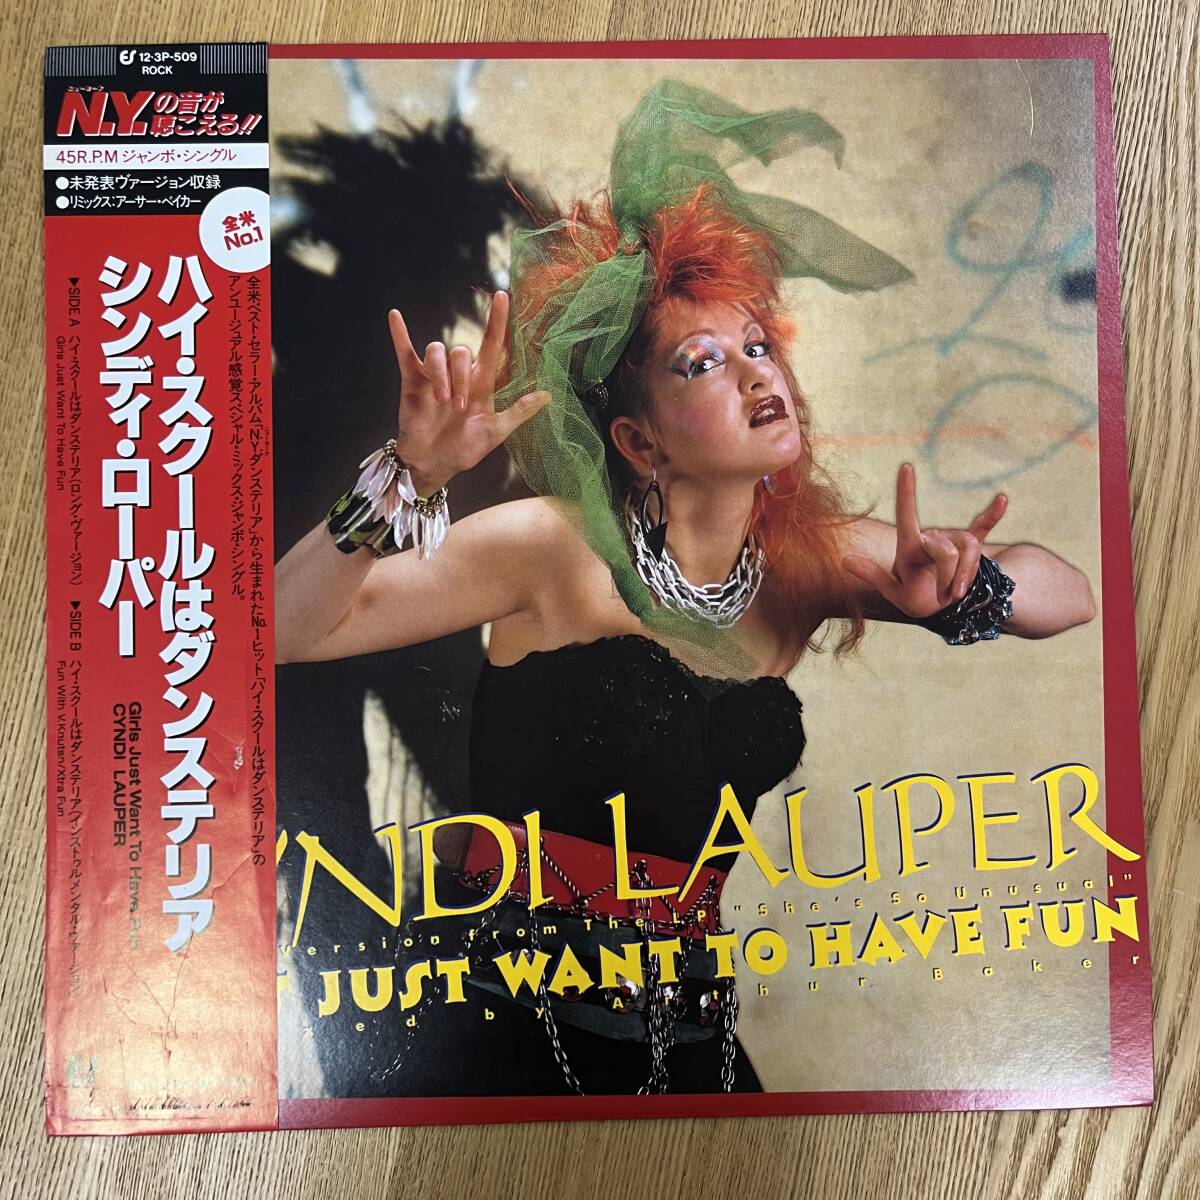 ES 12・3P-509
ROCK
ニューヨーク
N.Y.の音が
聴こえる!!
45R.P.M ジャンボ・シングル
●未発表ヴァージョン収録
●リミックス:アーサー・ベイカー
全米
No.1
全米ベスト・セラー・アルバム「N.Y.ダンステリア」から生まれたNo.1ヒット「ハイ・スクールはダンステリア」の
アンユージュアル感覚スペシャル・ミックス・ジャンボ・シングル。
ハイ・スクールはダンステリア
シンディ・ローパー
Girls Just Want To Have Fun
CYNDI LAUPER
▼SIDE A ハイ・スクールはダンステリア(ロング・ヴァージョン)
Girls Just Want To Have Fun
▼SIDE B ハイ・スクールはダンステリア(インストゥルメンタル・ヴァージョン)
Fun With V.Knutsn/Xtra Fun
YNDI LAUPER
Version from The LP "She's So Unusual"
T JUST WANT TO HAVE FUN
xed by Arthur Baker